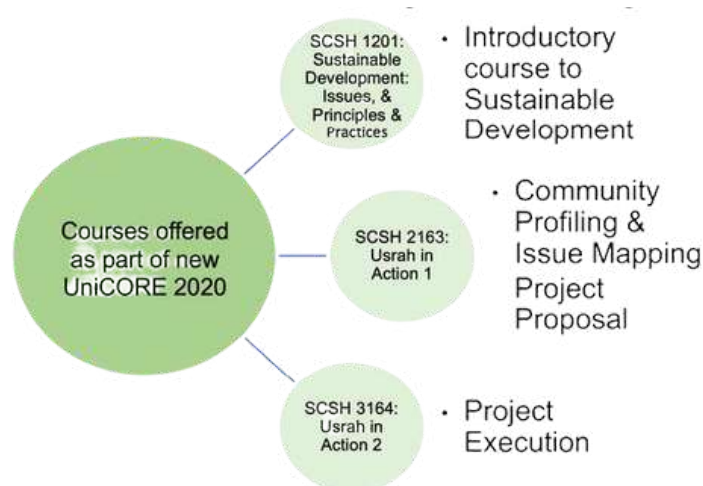 Courses offered
as part of new
UniCORE 2020
SCSH 1201:
Sustainable
Development:
Issues, &
Principles &
Practices
• Introductory
course to
Sustainable
Development
SCSH 2163:
Usrah in
Action 1
• Community
Profiling &
Issue Mapping
Project
Proposal
SCSH 3164:
Usrah in
Action 2
• Project
Execution